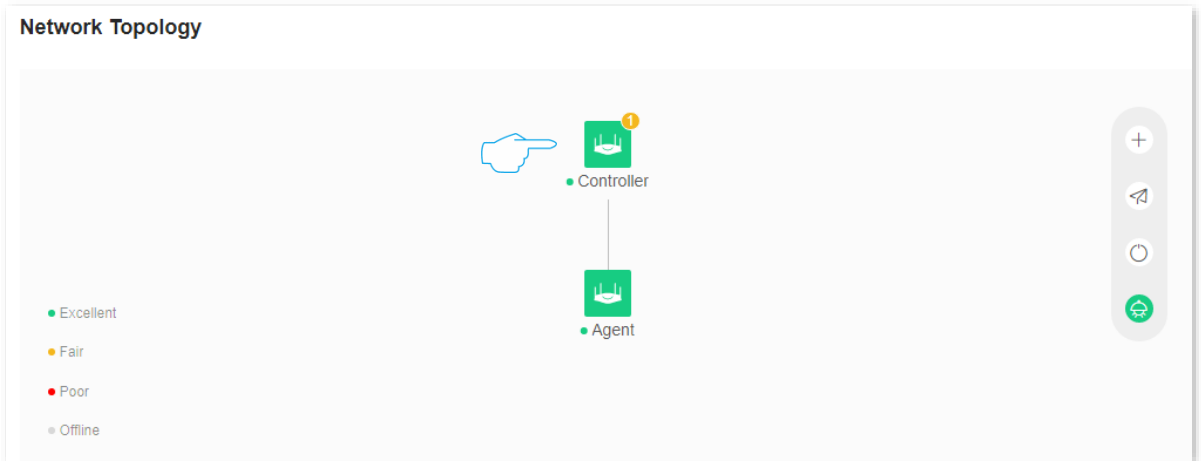 Network Topology
1
Controller
Agent
Excellent
Fair
Poor
Offline